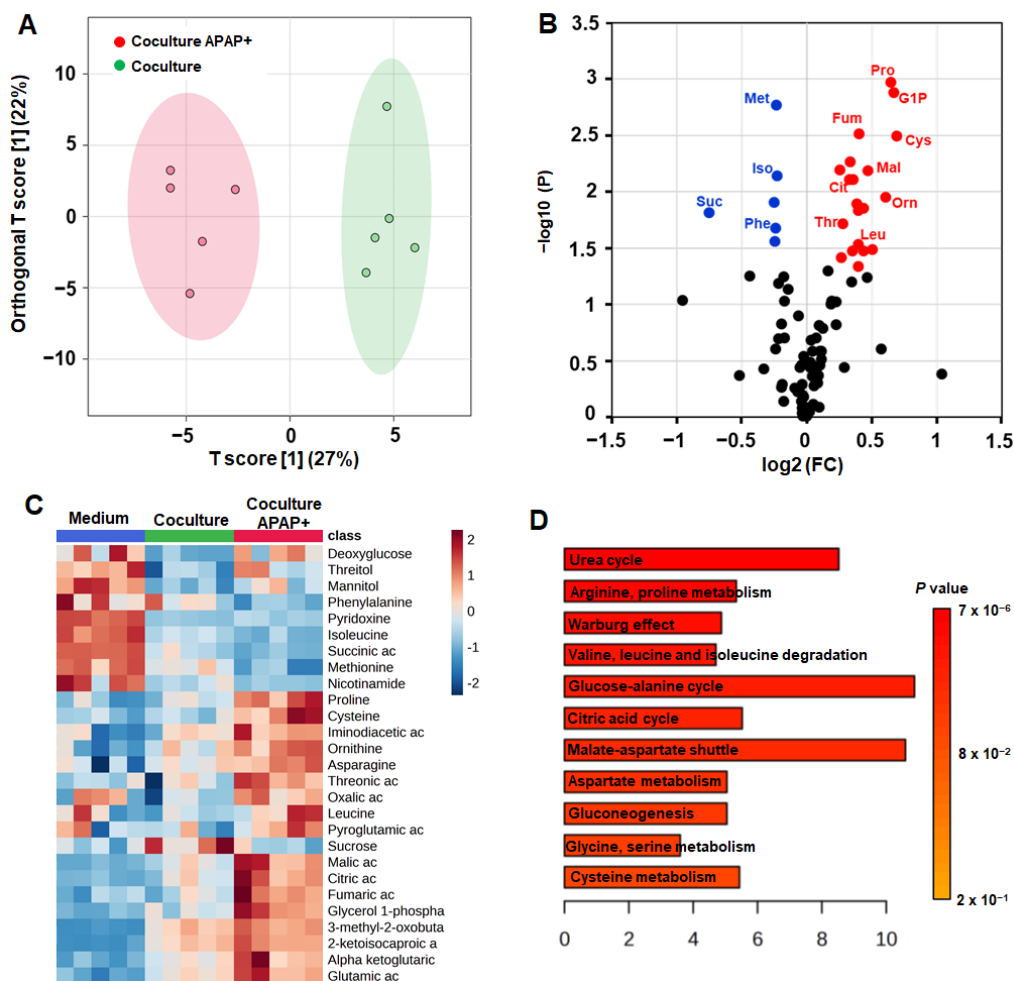 A
Coculture APAP+
Coculture
Orthogonal T score [1] (22%)
10
5
0
−5
−10
−5
0
5
T score [1] (27%)
B
−log10 (P)
3.5
3
2.5
2
1.5
1
0.5
0
Pro
G1P
Met
Fum
Cys
Iso
Mal
Cit
Suc
Orn
Phe
Thr
Leu
−1.5
−1
−0.5
0
0.5
1
1.5
log2 (FC)
C
Medium
Coculture
Coculture
APAP+
class
Deoxyglucose
Threitol
Mannitol
Phenylalanine
Pyridoxine
Isoleucine
Succinic ac
Methionine
Nicotinamide
Proline
Cysteine
Iminodiacetic ac
Ornithine
Asparagine
Threonic ac
Oxalic ac
Leucine
Pyroglutamic ac
Sucrose
Malic ac
Citric ac
Fumaric ac
Glycerol 1-phospha
3-methyl-2-oxobuta
2-ketoisocaproic a
Alpha ketoglutaric
Glutamic ac
2
1
0
-1
-2
D
Urea cycle
Arginine, proline metabolism
Warburg effect
Valine, leucine and isoleucine degradation
Glucose-alanine cycle
Citric acid cycle
Malate-aspartate shuttle
Aspartate metabolism
Gluconeogenesis
Glycine, serine metabolism
Cysteine metabolism
0
2
4
6
8
10
P value
7 x 10⁻⁶
8 x 10⁻²
2 x 10⁻¹